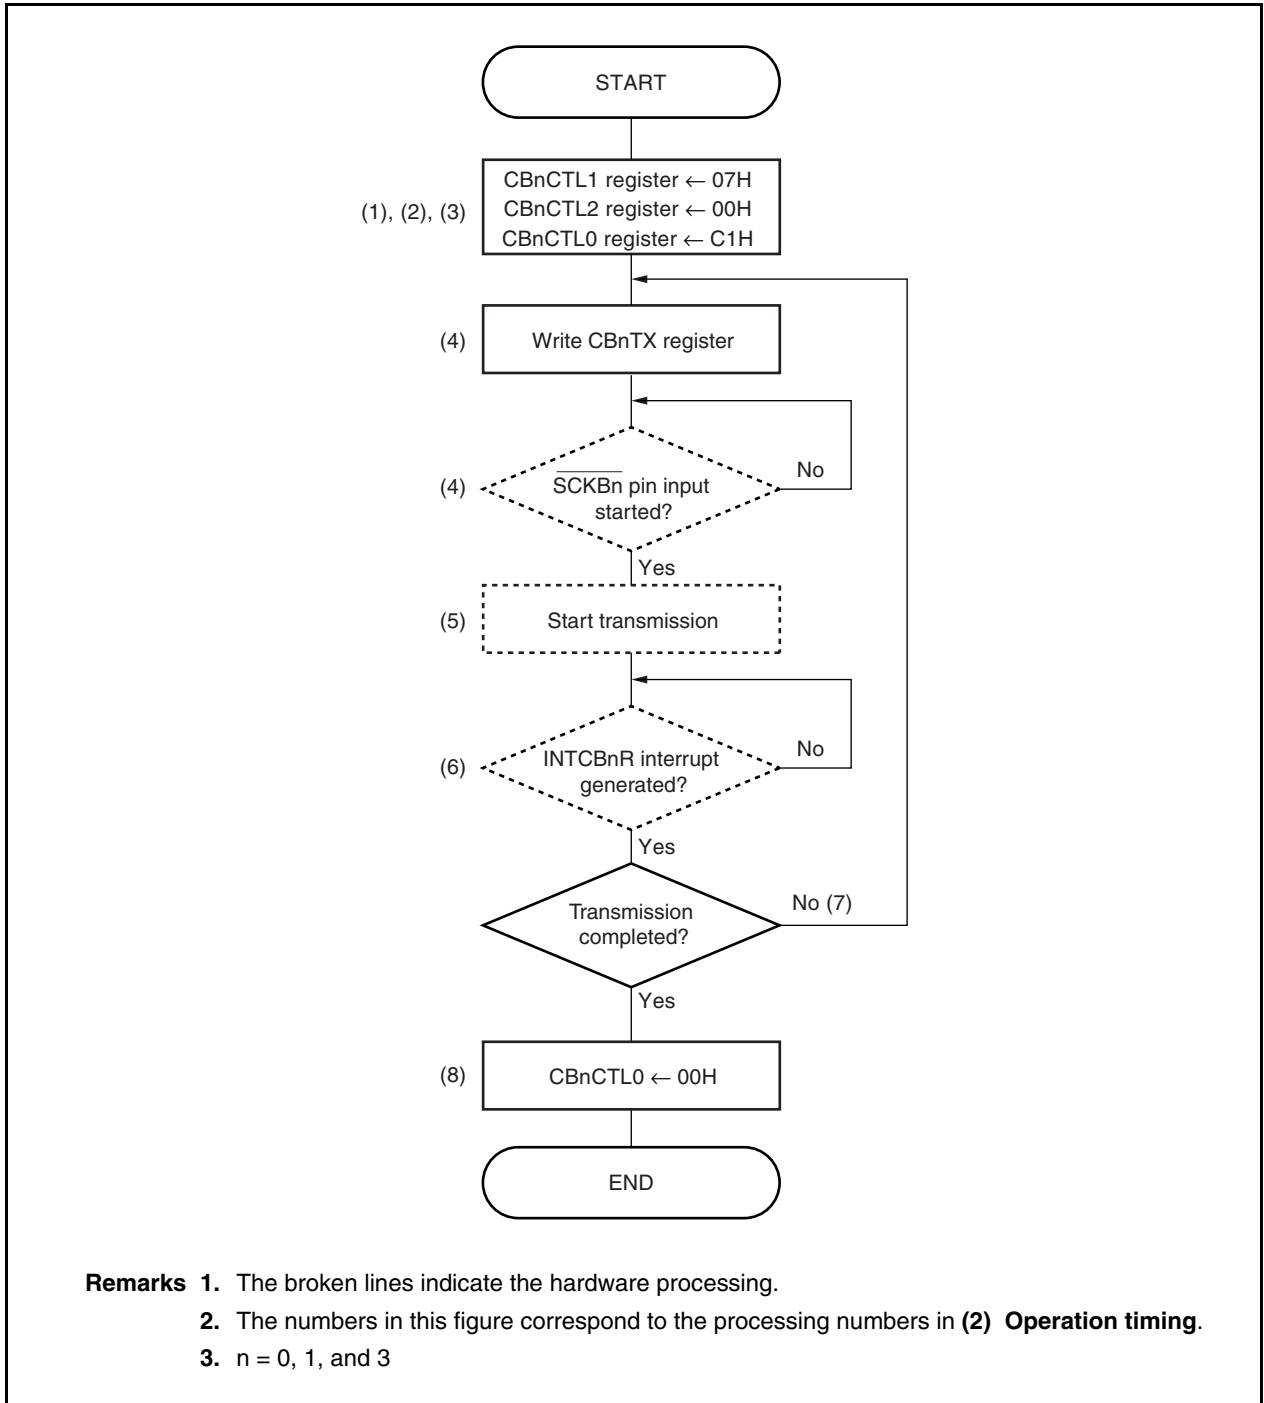 START
(1), (2), (3)
CBnCTL1 register ← 07H
CBnCTL2 register ← 00H
CBnCTL0 register ← C1H
(4)
Write CBnTX register
(4)
SCKBn pin input
started?
No
Yes
(5)
Start transmission
(6)
INTCBnR interrupt
generated?
No
Yes
Transmission
completed?
No (7)
Yes
(8)
CBnCTL0 ← 00H
END
Remarks 1. The broken lines indicate the hardware processing.
2. The numbers in this figure correspond to the processing numbers in (2) Operation timing.
3. n = 0, 1, and 3